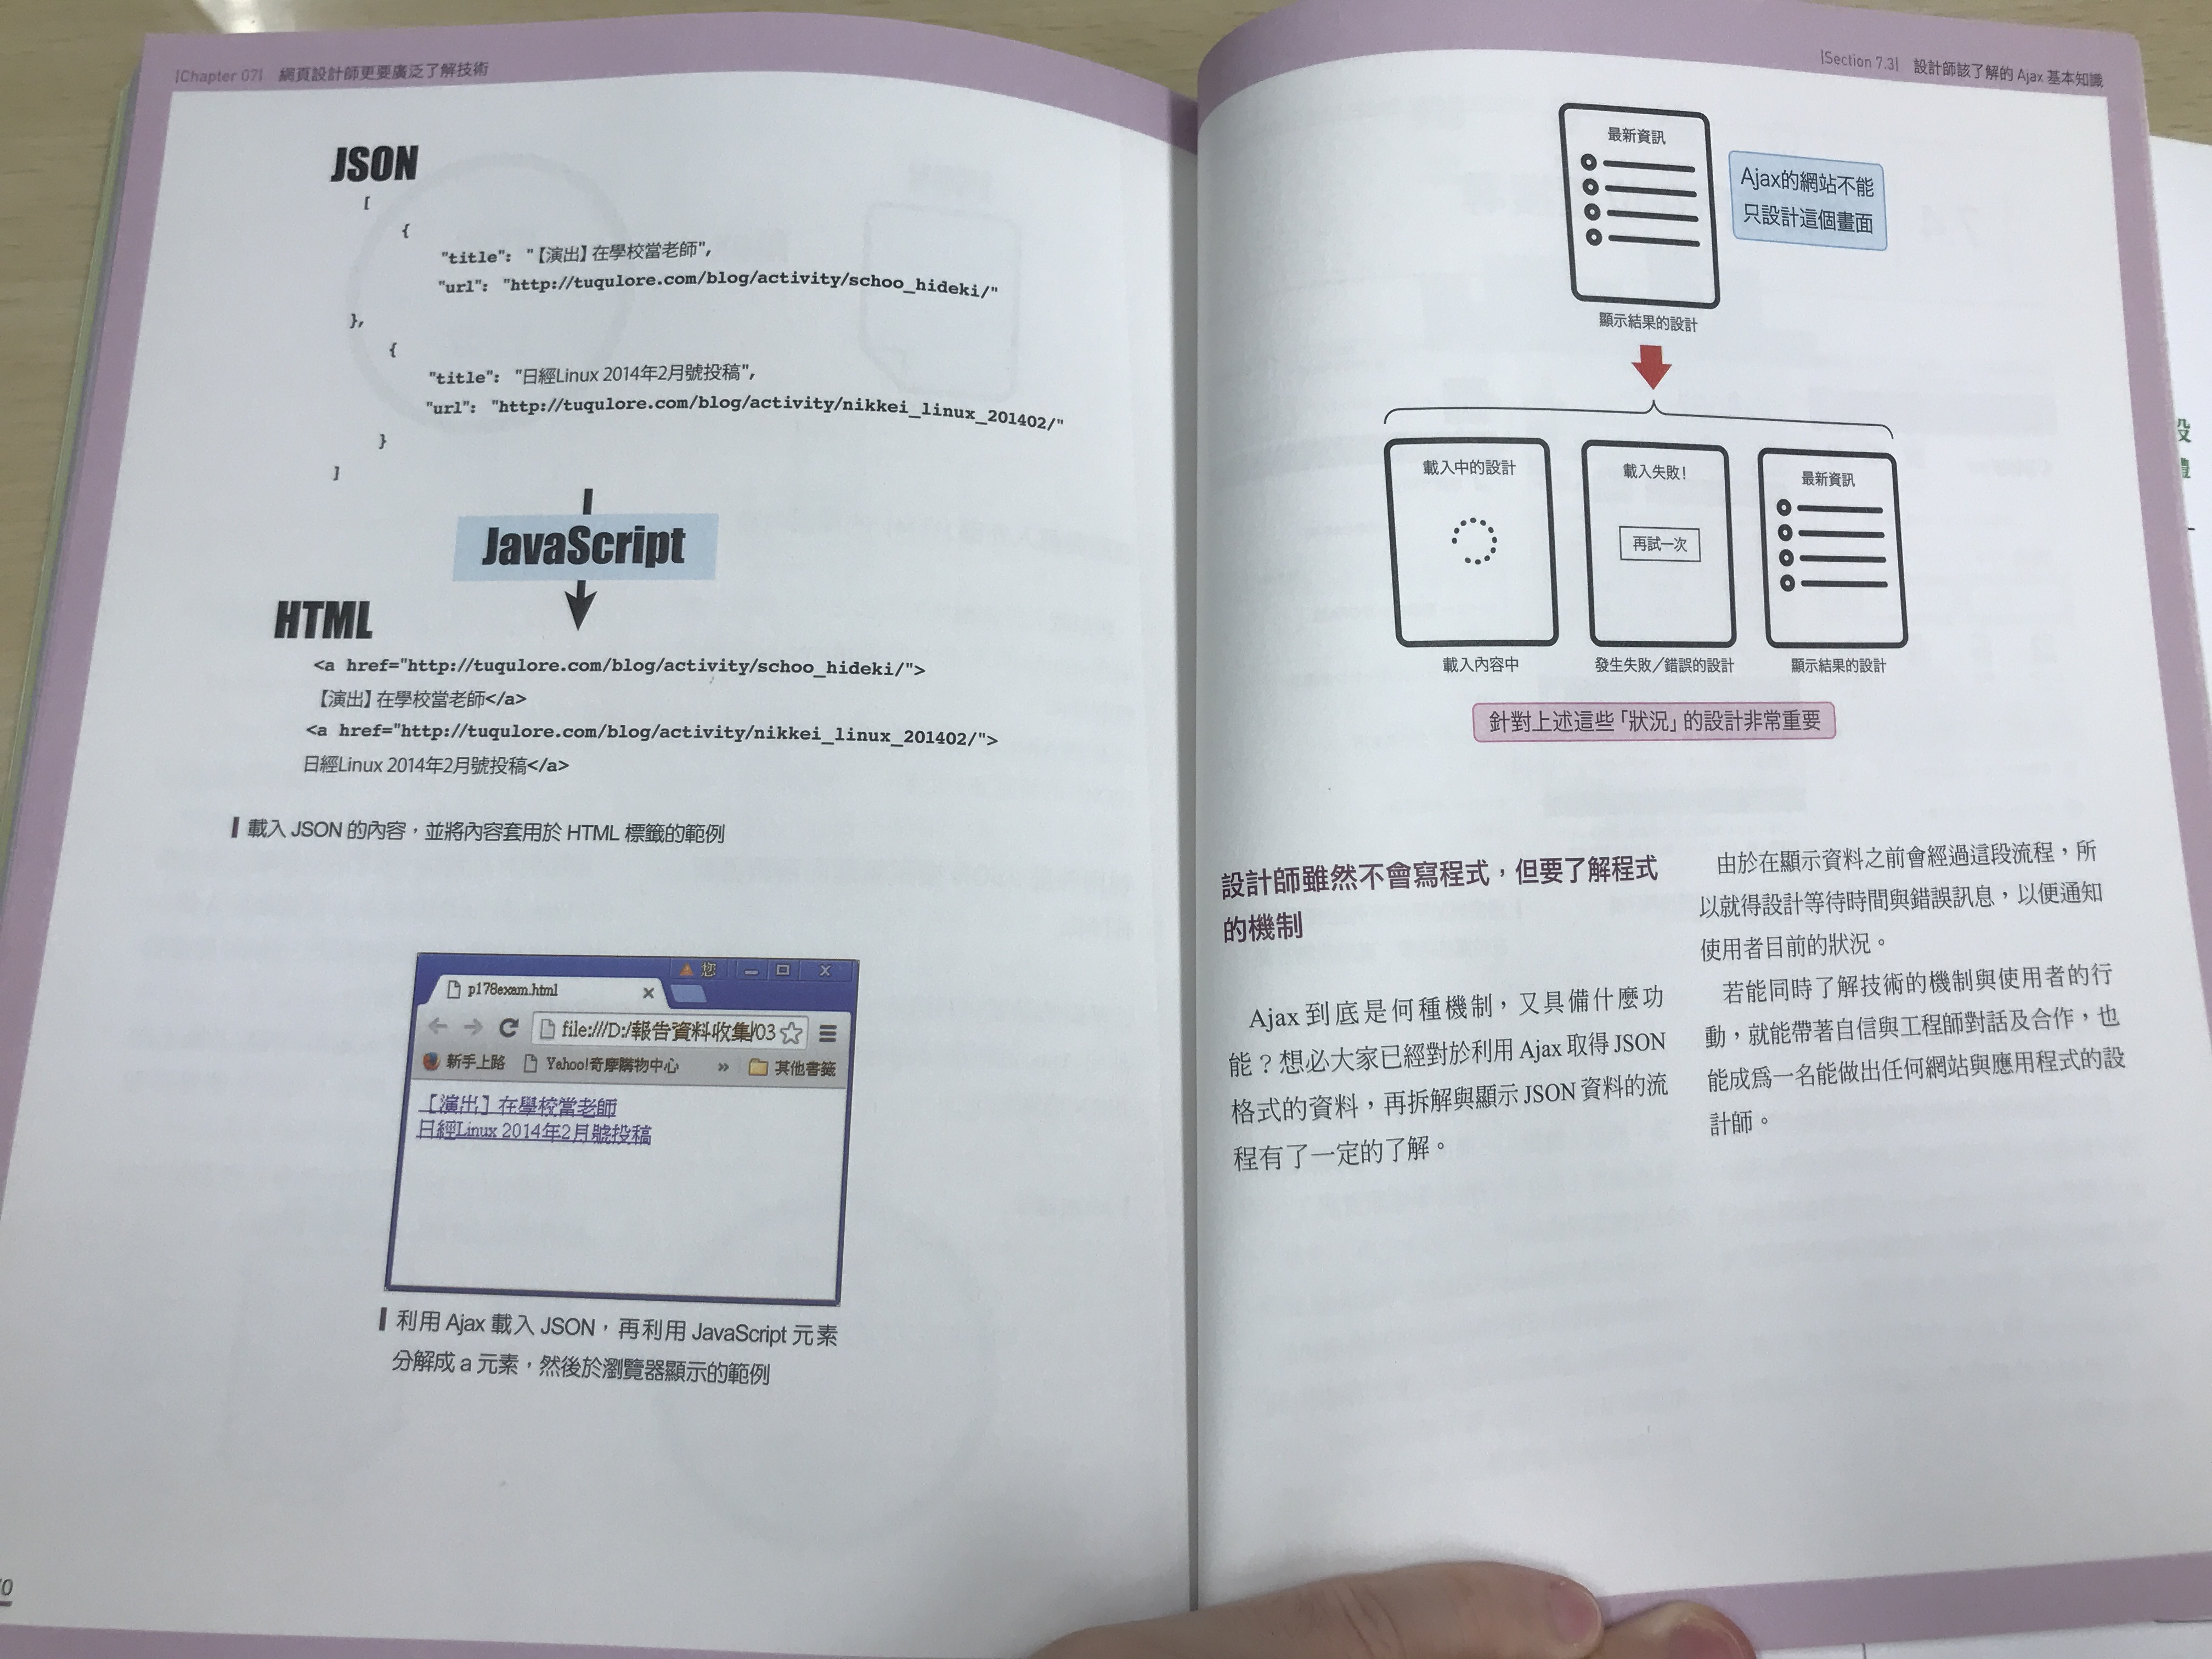 |Chapter 07| 網頁設計師更要廣泛了解技術
JSON
[
{
"title": "【演出】在學校當老師",
"url": "http://tuqulore.com/blog/activity/schoo_hideki/"
},
{
"title": "日經Linux 2014年2月號投稿",
"url": "http://tuqulore.com/blog/activity/nikkei_linux_201402/"
}
]
JavaScript
HTML
<a href="http://tuqulore.com/blog/activity/schoo_hideki/">
【演出】在學校當老師</a>
<a href="http://tuqulore.com/blog/activity/nikkei_linux_201402/">
日經Linux 2014年2月號投稿</a>
載入 JSON 的內容，並將內容套用於 HTML 標籤的範例
您
p178exam.html
file:///D:/報告資料收集/03
新手上路 Yahoo!奇摩購物中心 » 其他書籤
【演出】在學校當老師
日經Linux 2014年2月號投稿
利用 Ajax 載入 JSON，再利用 JavaScript 元素
分解成 a 元素，然後於瀏覽器顯示的範例
|Section 7.3| 設計師該了解的 Ajax 基本知識
最新資訊
Ajax的網站不能
只設計這個畫面
顯示結果的設計
載入中的設計
載入內容中
載入失敗！
再試一次
發生失敗／錯誤的設計
最新資訊
顯示結果的設計
針對上述這些「狀況」的設計非常重要
設計師雖然不會寫程式，但要了解程式
的機制
Ajax 到底是何種機制，又具備什麼功
能？想必大家已經對於利用 Ajax 取得 JSON
格式的資料，再拆解與顯示 JSON 資料的流
程有了一定的了解。
由於在顯示資料之前會經過這段流程，所
以就得設計等待時間與錯誤訊息，以便通知
使用者目前的狀況。
若能同時了解技術的機制與使用者的行
動，就能帶著自信與工程師對話及合作，也
能成為一名能做出任何網站與應用程式的設
計師。